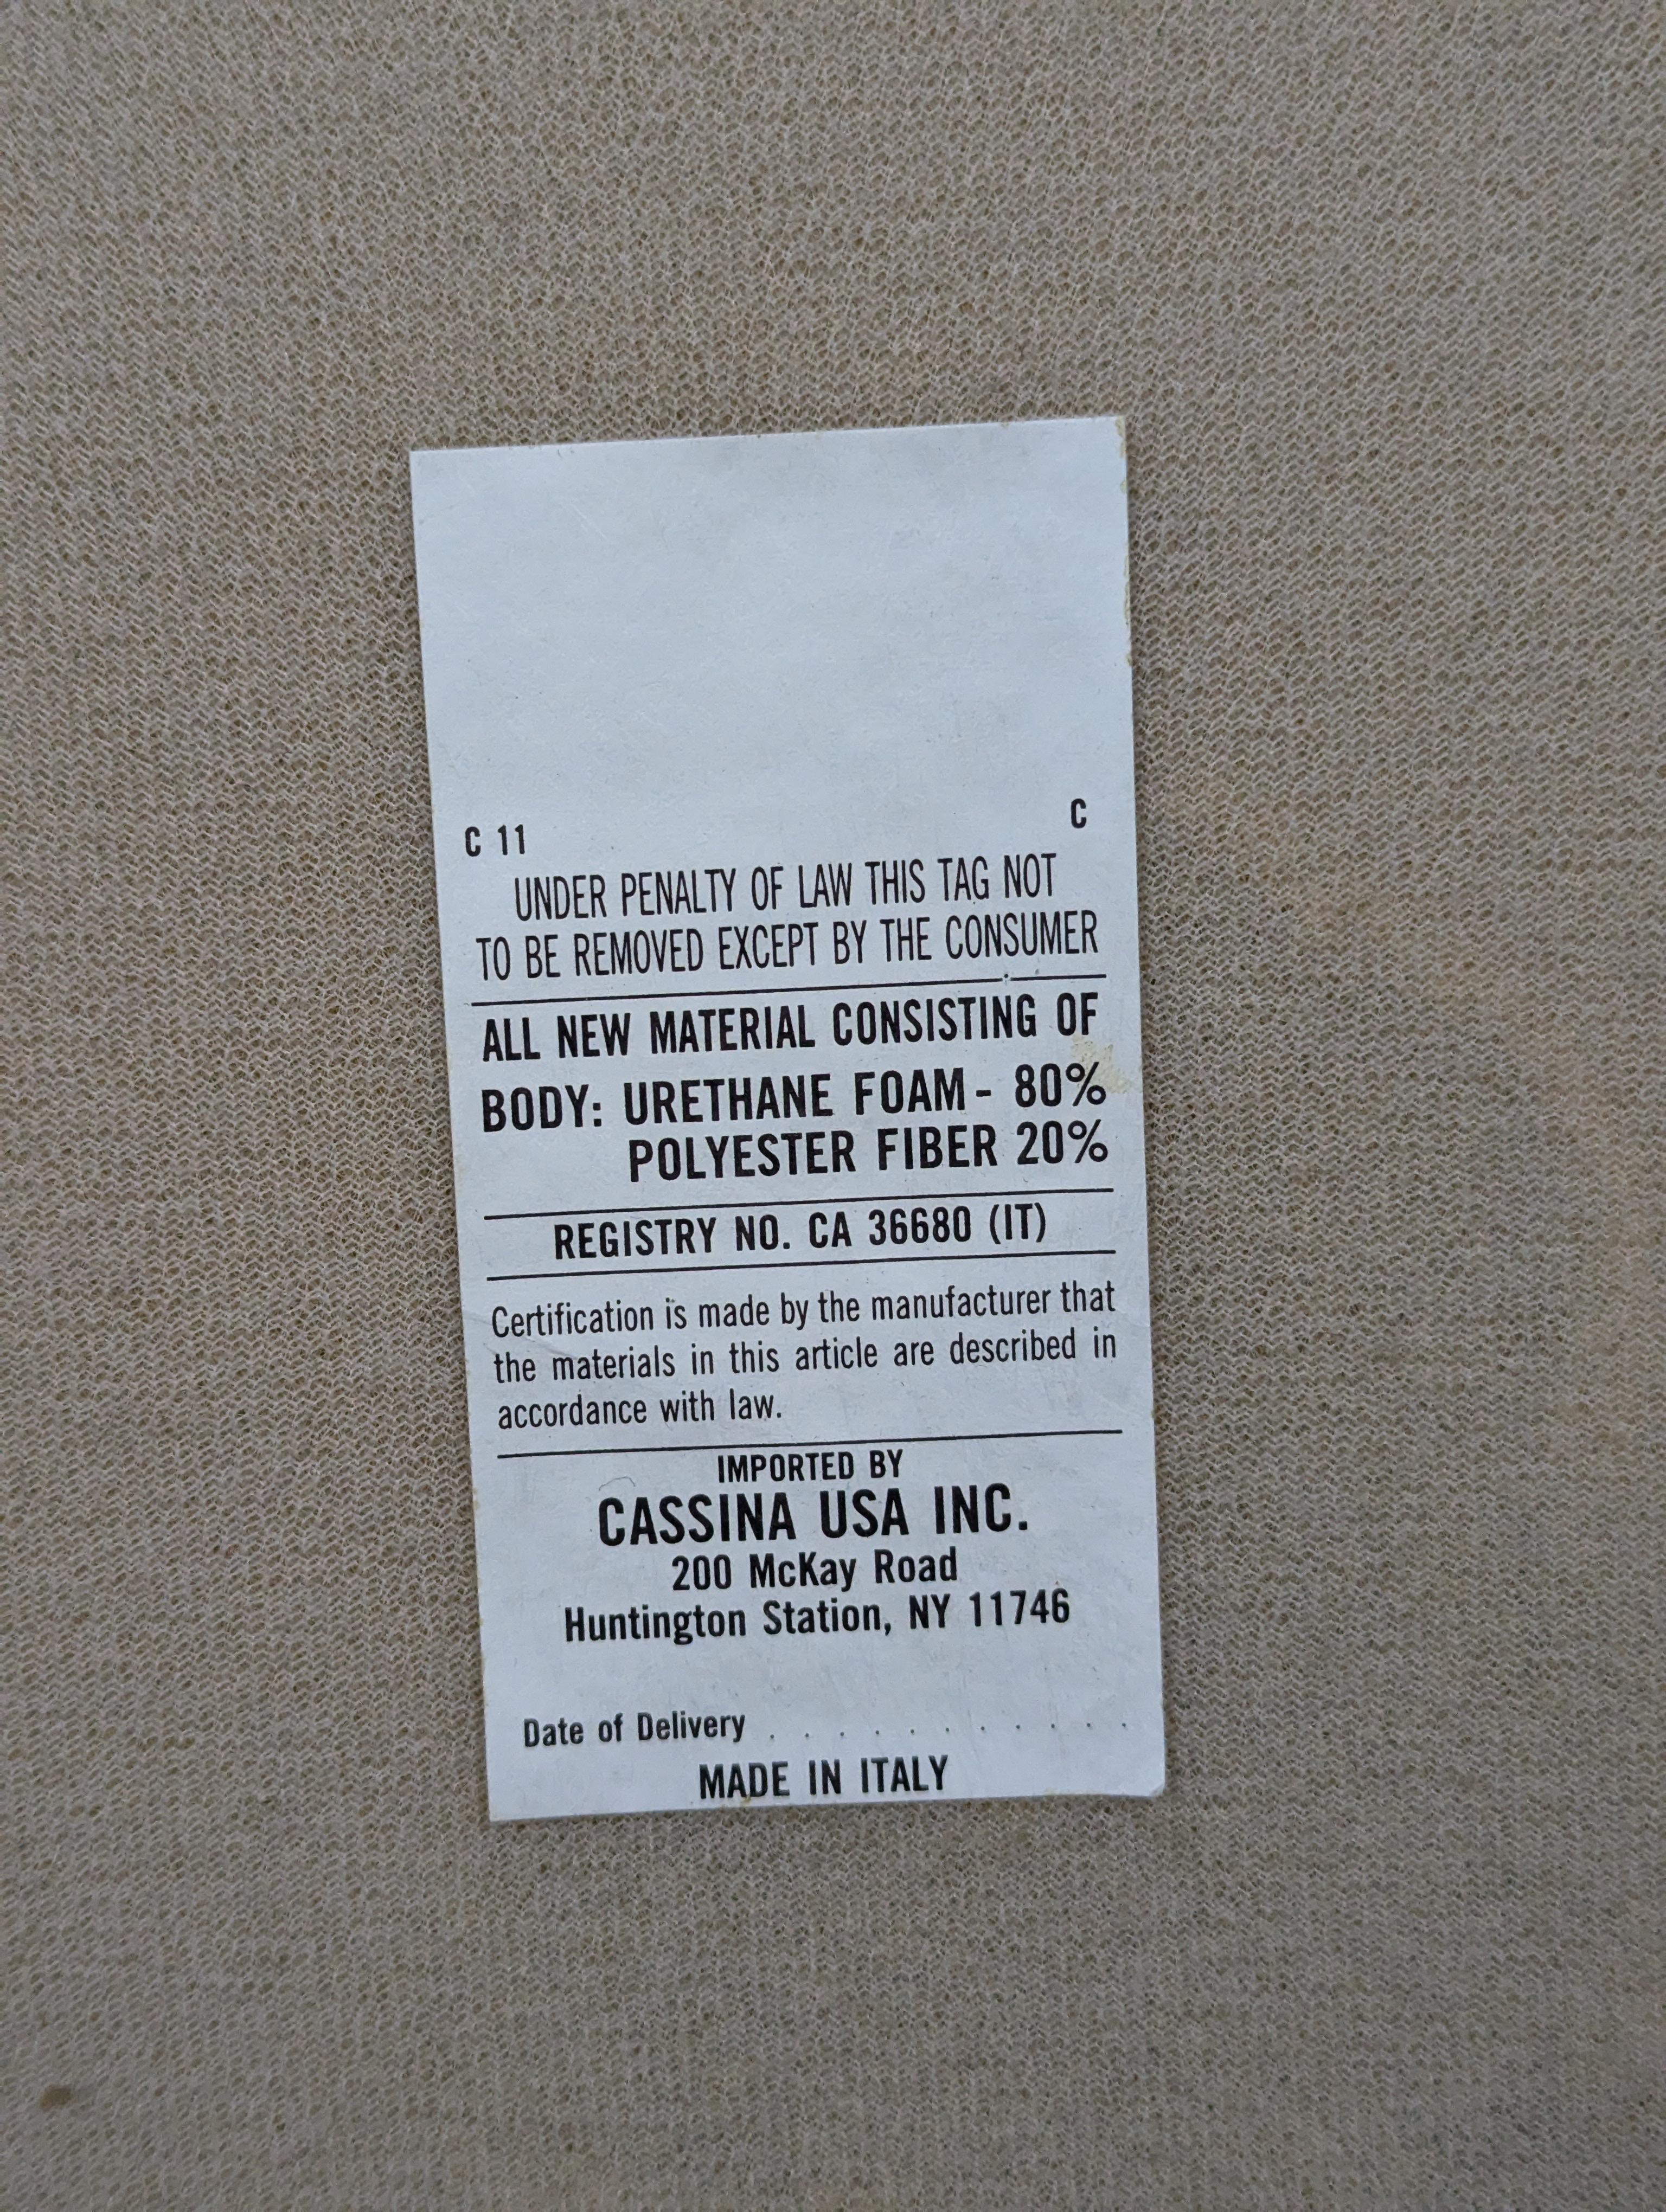 C 11 C
UNDER PENALTY OF LAW THIS TAG NOT
TO BE REMOVED EXCEPT BY THE CONSUMER
ALL NEW MATERIAL CONSISTING OF
BODY: URETHANE FOAM - 80%
POLYESTER FIBER 20%
REGISTRY NO. CA 36680 (IT)
Certification is made by the manufacturer that
the materials in this article are described in
accordance with law.
IMPORTED BY
CASSINA USA INC.
200 McKay Road
Huntington Station, NY 11746
Date of Delivery . . . . . . . . . . .
MADE IN ITALY